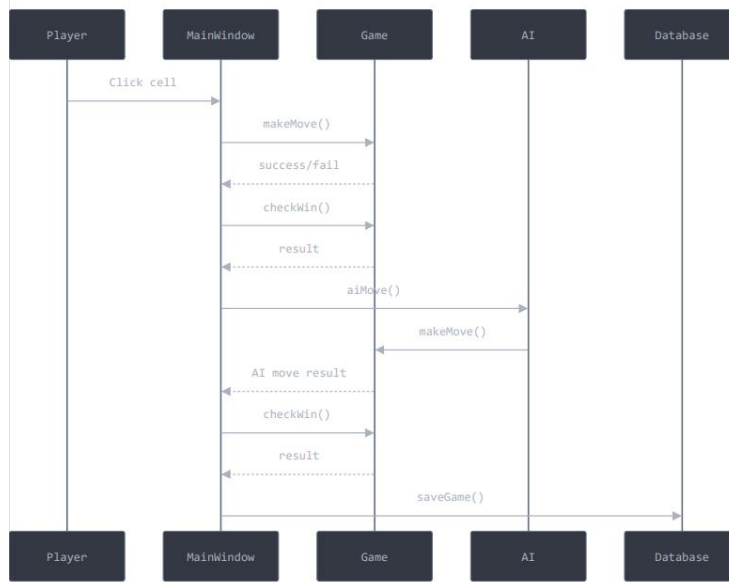 Player MainWindow Game AI Database
Click cell
makeMove()
success/fail
checkWin()
result
aiMove()
makeMove()
AI move result
checkWin()
result
saveGame()
Player MainWindow Game AI Database